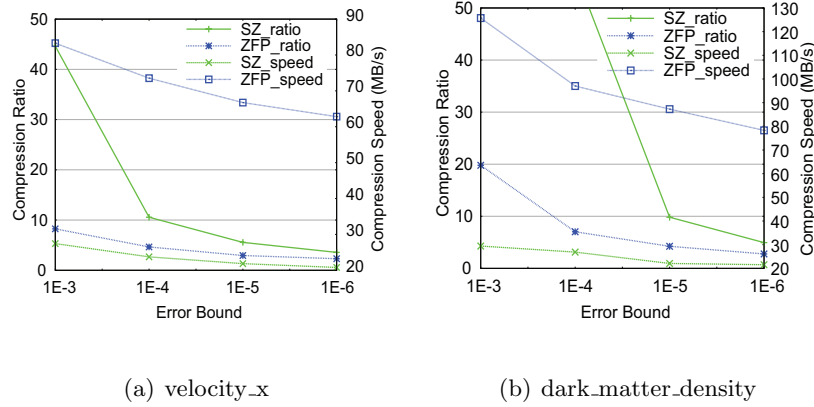 50
40
30
20
10
0
Compression Ratio
SZ_ratio
ZFP_ratio
SZ_speed
ZFP_speed
90
80
70
60
50
40
30
20
Compression Speed (MB/s)
1E-3 1E-4 1E-5 1E-6
Error Bound
(a) velocity_x
50
40
30
20
10
0
Compression Ratio
SZ_ratio
ZFP_ratio
SZ_speed
ZFP_speed
130
120
110
100
90
80
70
60
50
40
30
20
Compression Speed (MB/s)
1E-3 1E-4 1E-5 1E-6
Error Bound
(b) dark_matter_density